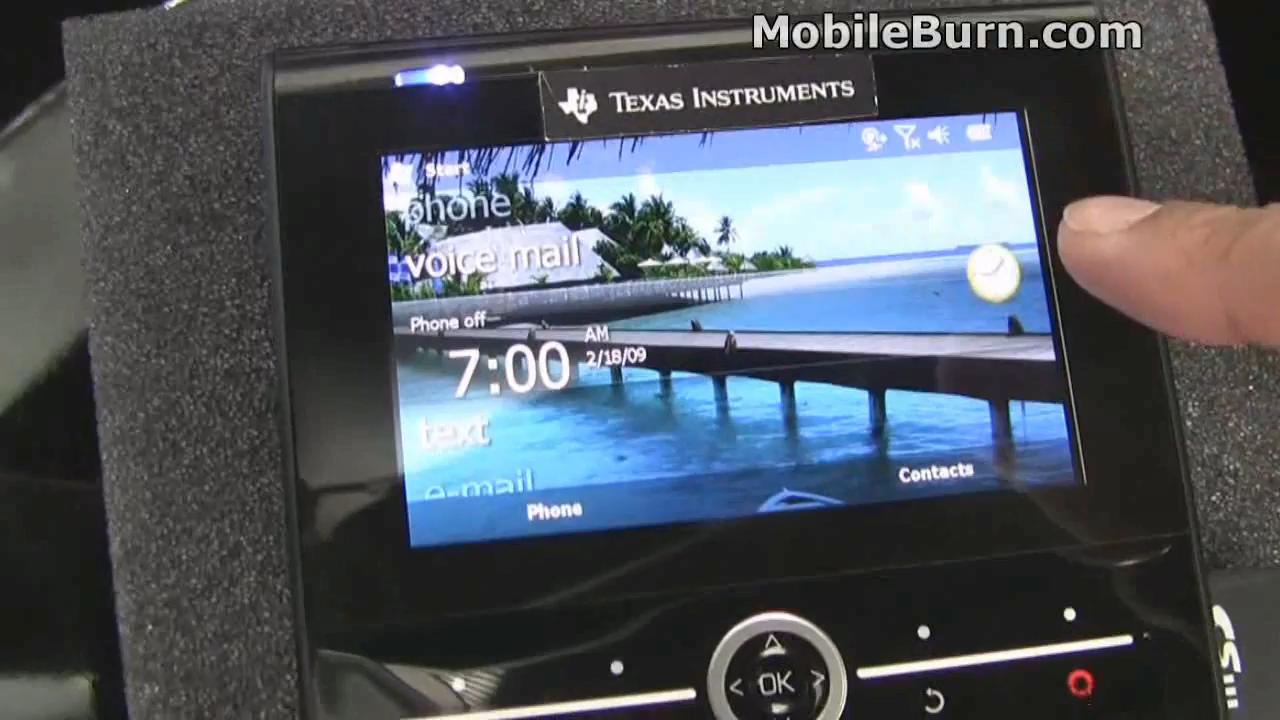 MobileBurn.com
TEXAS INSTRUMENTS
Start
phone
voice mail
Phone off
7:00
AM
2/18/09
text
e-mail
Phone
Contacts
OK